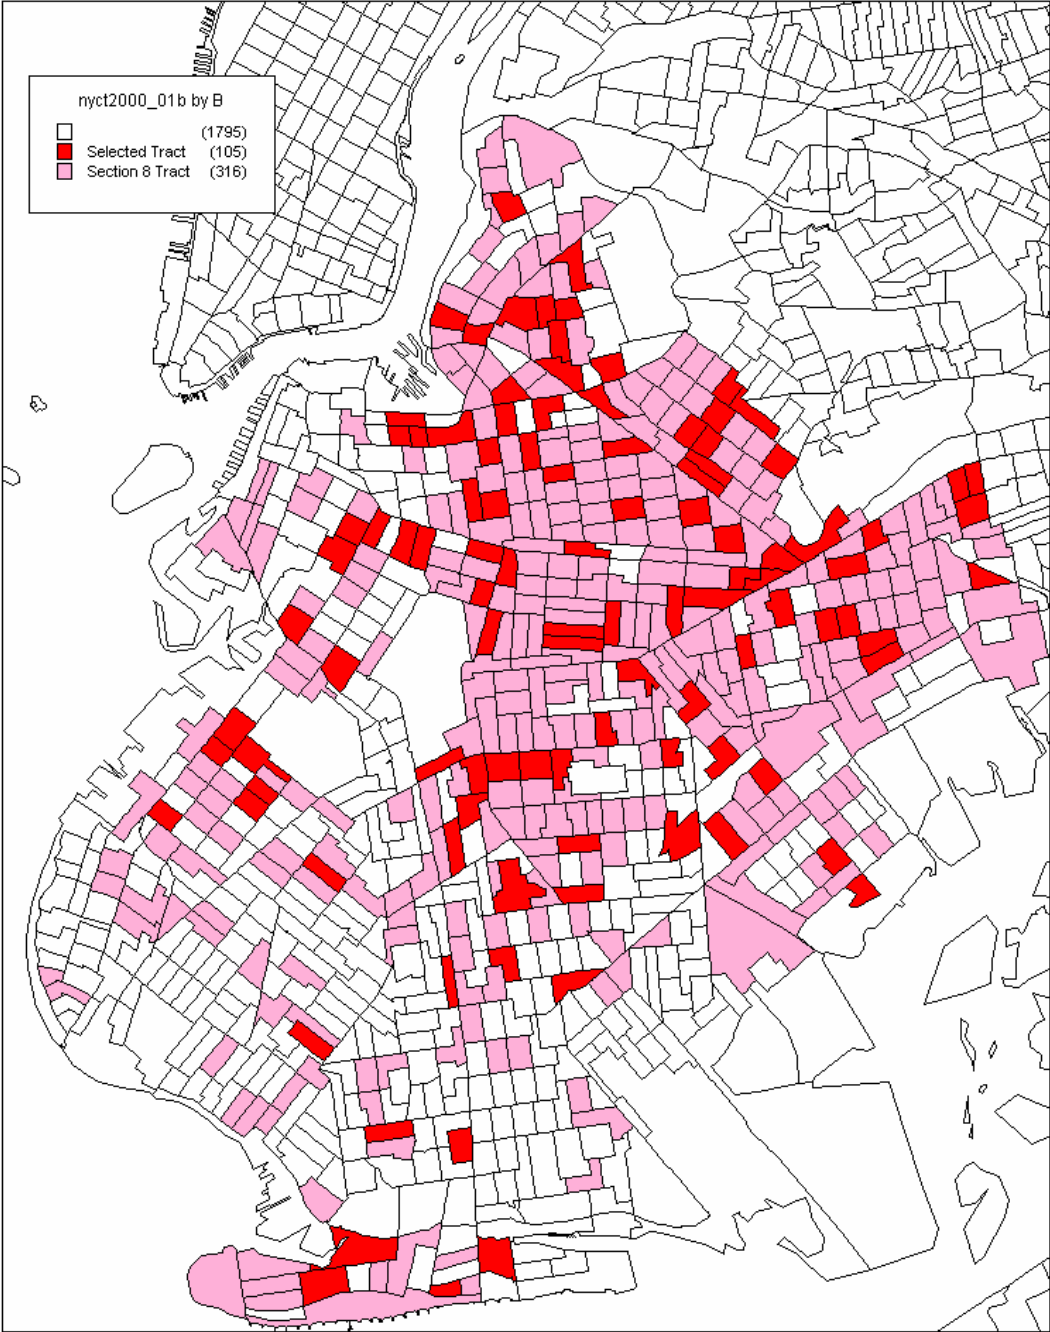 nyct2000_01b by B
(1795)
Selected Tract (105)
Section 8 Tract (316)